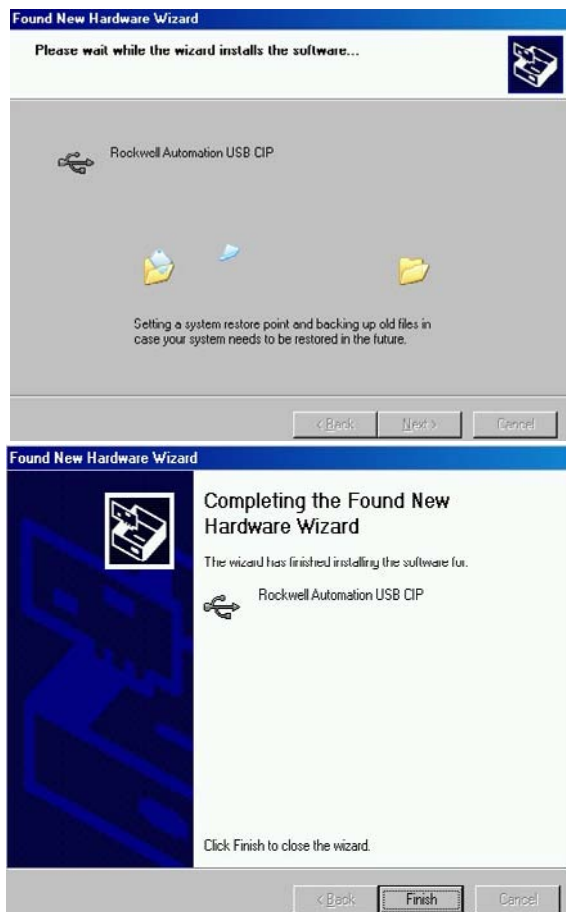 Found New Hardware Wizard
Please wait while the wizard installs the software...
Rockwell Automation USB CIP
Setting a system restore point and backing up old files in
case your system needs to be restored in the future.
< Back Next > Cancel
Found New Hardware Wizard
Completing the Found New
Hardware Wizard
The wizard has finished installing the software for:
Rockwell Automation USB CIP
Click Finish to close the wizard.
< Back Finish Cancel